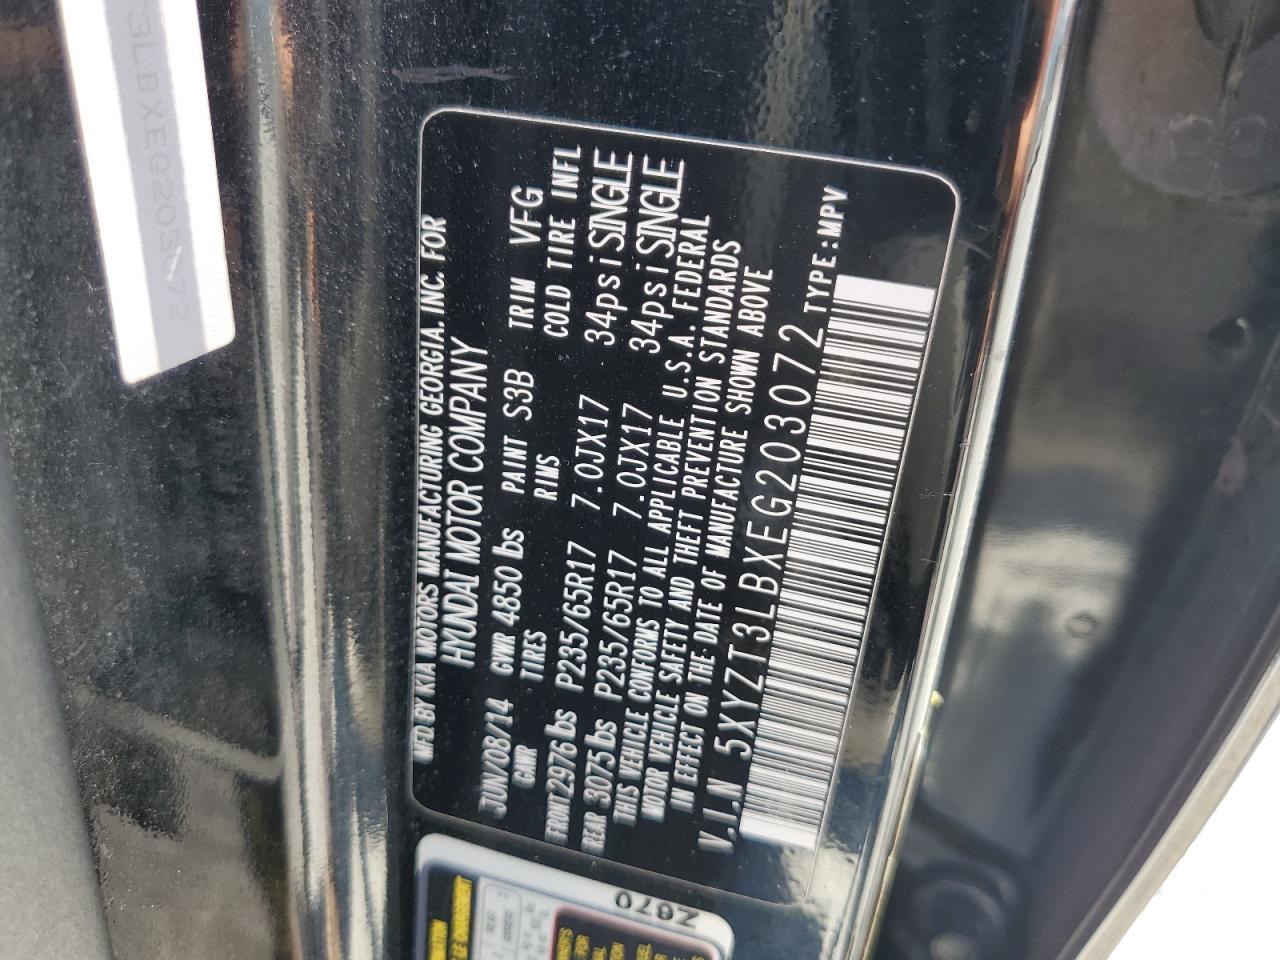 MFD BY KIA MOTORS MANUFACTURING GEORGIA. INC. FOR
HYUNDAI MOTOR COMPANY
JUN/08/14 GVWR 4850 lbs PAINT S3B TRIM VFG
GAWR TIRES RIMS COLD TIRE INFL
FRONT 2976 lbs P235/65R17 7.0JX17 34psi SINGLE
REAR 3075 lbs P235/65R17 7.0JX17 34psi SINGLE
THIS VEHICLE CONFORMS TO ALL APPLICABLE U.S.A. FEDERAL
MOTOR VEHICLE SAFETY AND THEFT PREVENTION STANDARDS
IN EFFECT ON THE DATE OF MANUFACTURE SHOWN ABOVE
V.I.N 5XYZT3LBXEG203072 TYPE:MPV
3LBXEG203072
Z670